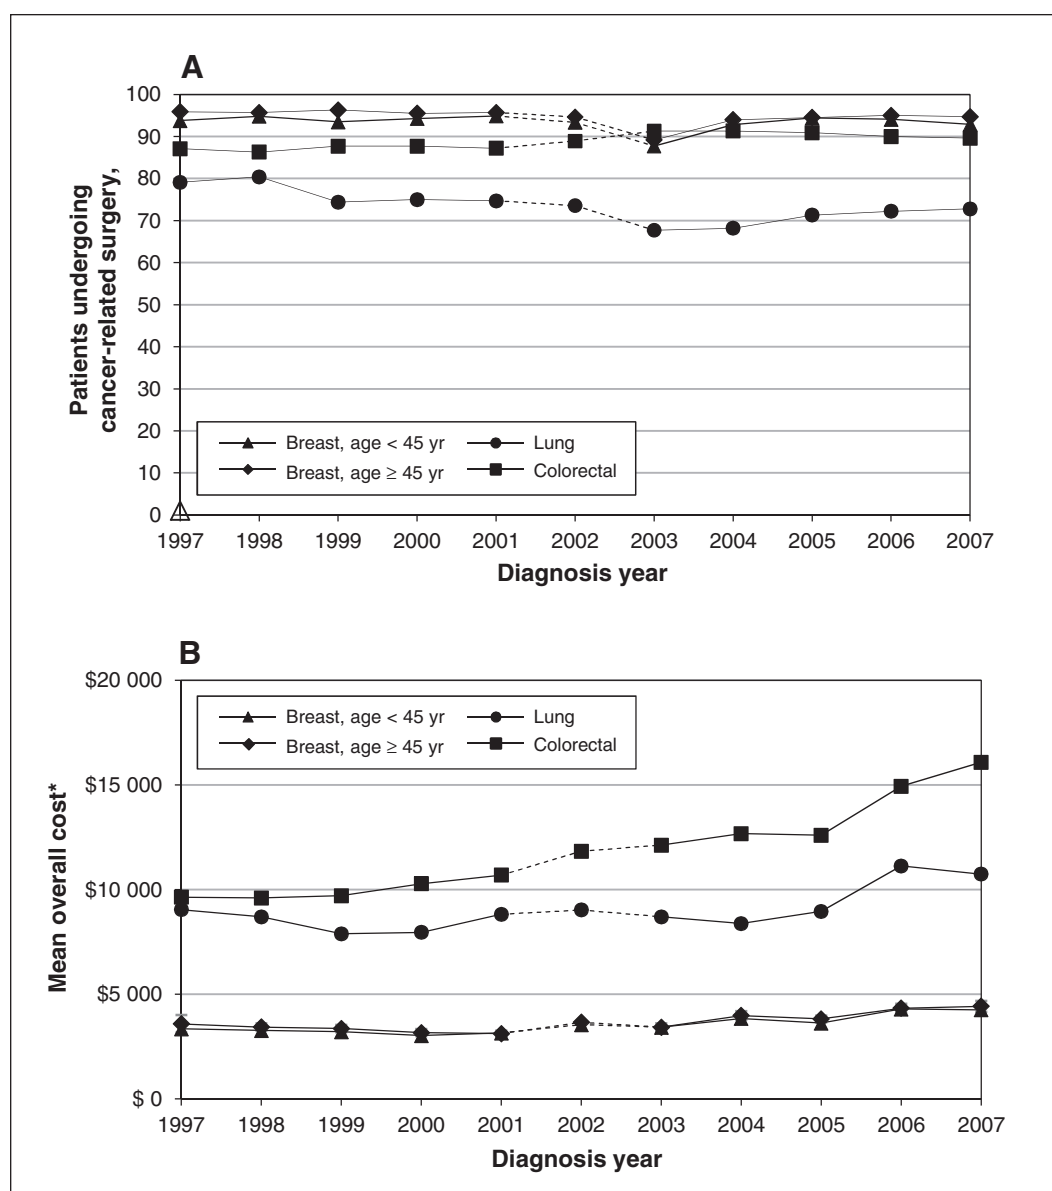 A
100
90
80
70
60
50
40
30
20
10
0
Patients undergoing
cancer-related surgery,
Breast, age < 45 yr
Lung
Breast, age ≥ 45 yr
Colorectal
1997 1998 1999 2000 2001 2002 2003 2004 2005 2006 2007
Diagnosis year
B
$20 000
$15 000
$10 000
$5 000
$ 0
Mean overall cost*
Breast, age < 45 yr
Lung
Breast, age ≥ 45 yr
Colorectal
1997 1998 1999 2000 2001 2002 2003 2004 2005 2006 2007
Diagnosis year